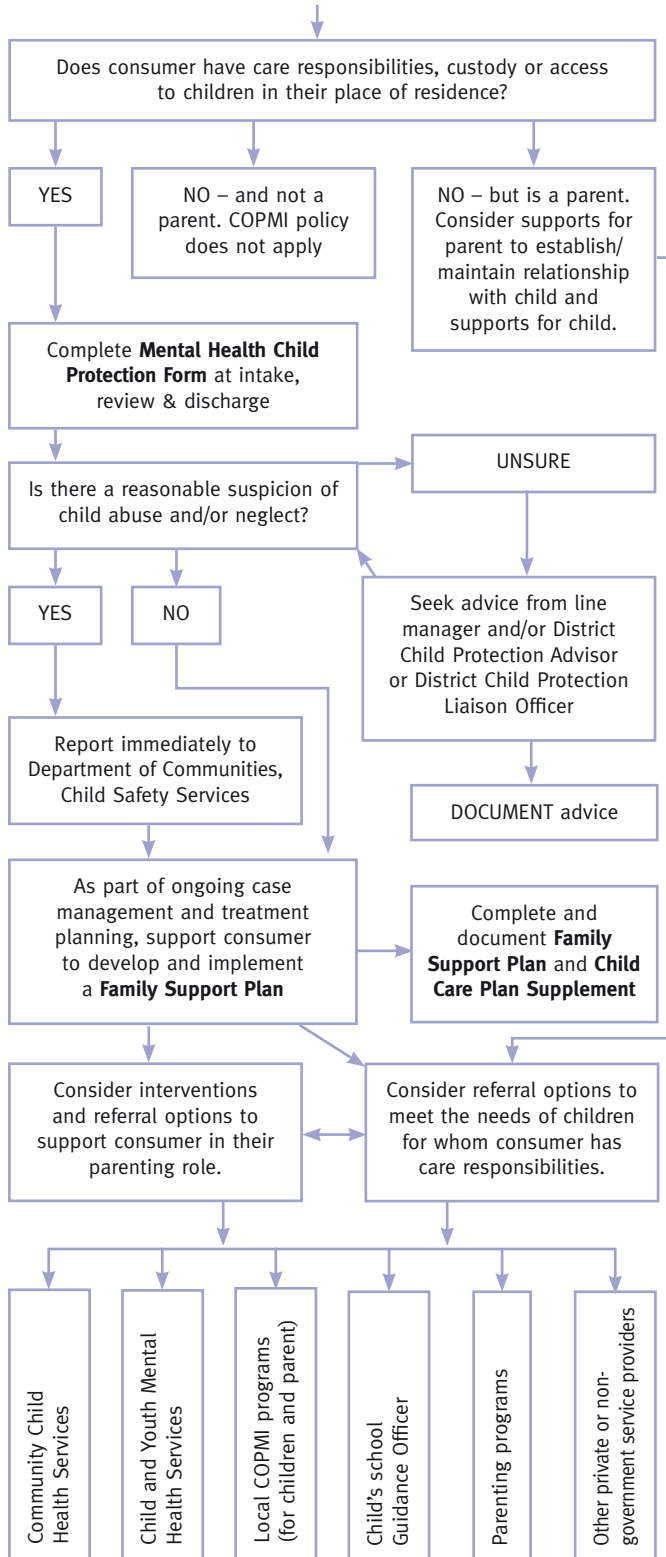 Does consumer have care responsibilities, custody or access
to children in their place of residence?
YES
NO – and not a
parent. COPMI policy
does not apply
NO – but is a parent.
Consider supports for
parent to establish/
maintain relationship
with child and
supports for child.
Complete Mental Health Child
Protection Form at intake,
review & discharge
Is there a reasonable suspicion of
child abuse and/or neglect?
UNSURE
YES
NO
Seek advice from line
manager and/or District
Child Protection Advisor
or District Child Protection
Liaison Officer
Report immediately to
Department of Communities,
Child Safety Services
DOCUMENT advice
As part of ongoing case
management and treatment
planning, support consumer
to develop and implement
a Family Support Plan
Complete and
document Family
Support Plan and Child
Care Plan Supplement
Consider interventions
and referral options to
support consumer in their
parenting role.
Consider referral options to
meet the needs of children
for whom consumer has
care responsibilities.
Community Child
Health Services
Child and Youth Mental
Health Services
Local COPMI programs
(for children and parent)
Child’s school
Guidance Officer
Parenting programs
Other private or non-
government service providers